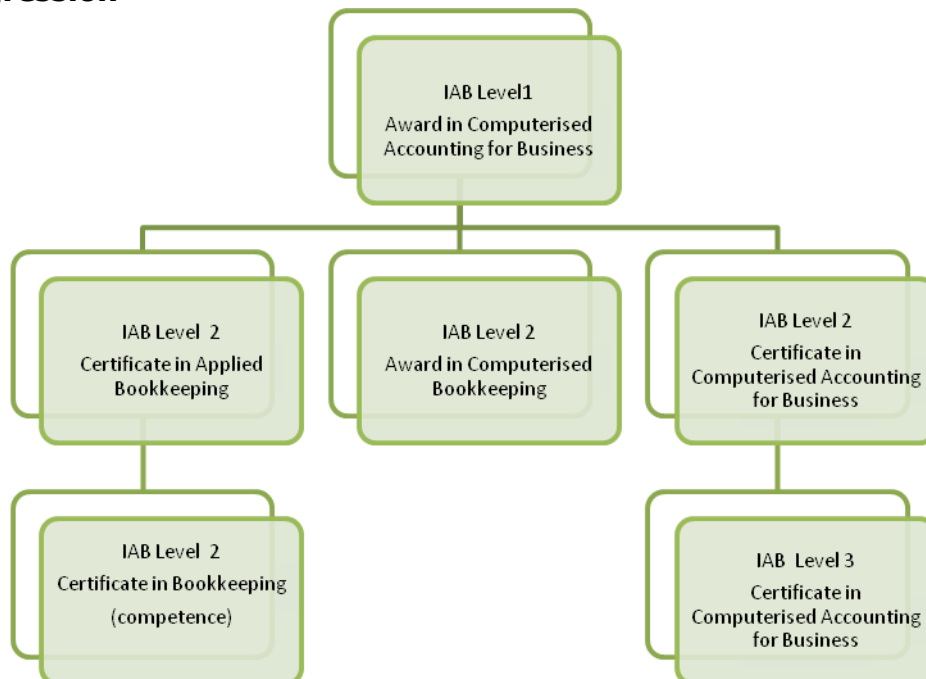 IAB Level1
Award in Computerised
Accounting for Business
IAB Level 2
Certificate in Applied
Bookkeeping
IAB Level 2
Award in Computerised
Bookkeeping
IAB Level 2
Certificate in
Computerised Accounting
for Business
IAB Level 2
Certificate in Bookkeeping
(competence)
IAB Level 3
Certificate in
Computerised Accounting
for Business